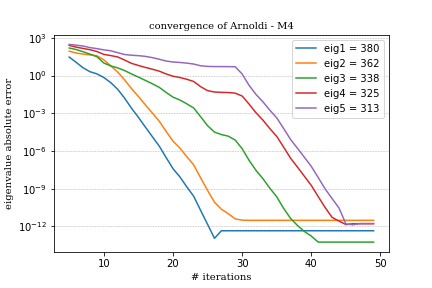 convergence of Arnoldi - M4
eigenvalue absolute error
10³
10⁰
10⁻³
10⁻⁶
10⁻⁹
10⁻¹²
eig1 = 380
eig2 = 362
eig3 = 338
eig4 = 325
eig5 = 313
10 20 30 40 50
# iterations